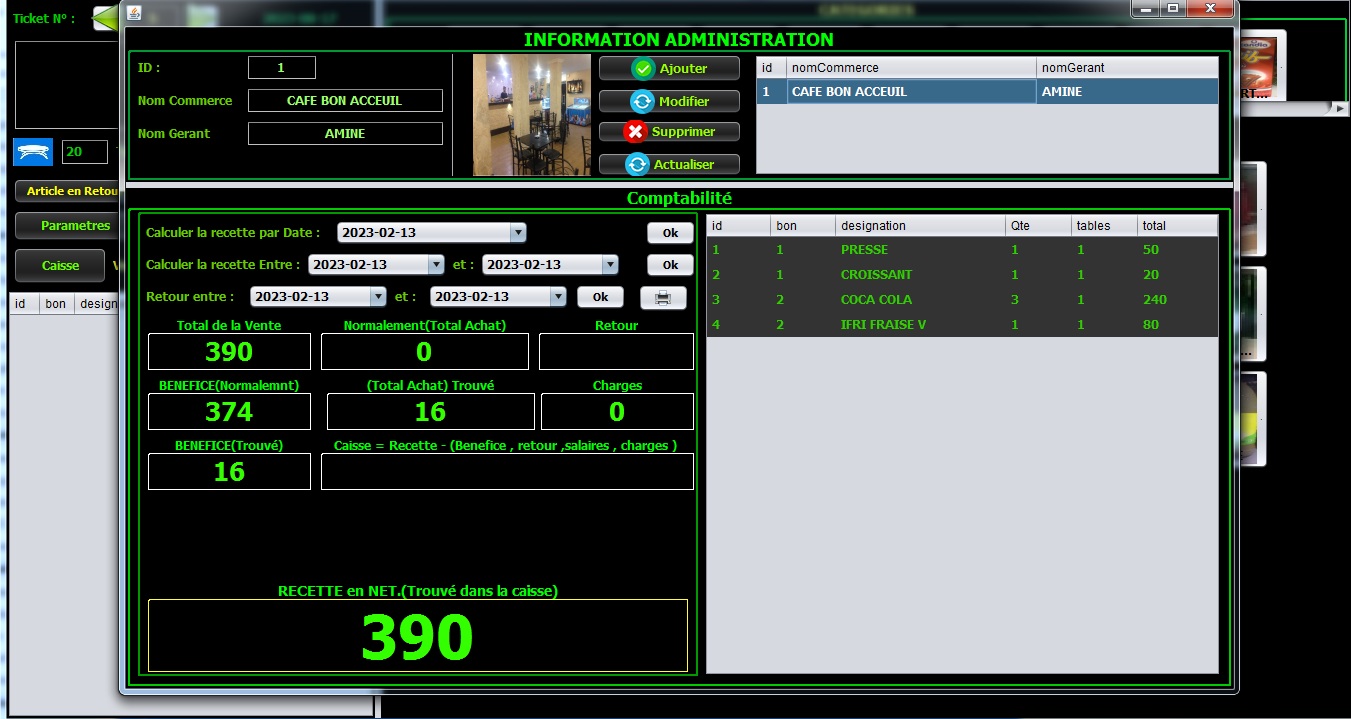 Ticket N° :
INFORMATION ADMINISTRATION
ID :
1
Nom Commerce
CAFE BON ACCEUIL
Nom Gerant
AMINE
Ajouter
Modifier
Supprimer
Actualiser
id nomCommerce nomGerant
1 CAFE BON ACCEUIL AMINE
20
Article en Retou
Parametres
Caisse
id bon design
Comptabilité
Calculer la recette par Date : 2023-02-13 Ok
Calculer la recette Entre : 2023-02-13 et : 2023-02-13 Ok
Retour entre : 2023-02-13 et : 2023-02-13 Ok
Total de la Vente Normalement(Total Achat) Retour
390 0
BENEFICE(Normalemnt) (Total Achat) Trouvé Charges
374 16 0
BENEFICE(Trouvé) Caisse = Recette - (Benefice , retour ,salaires , charges )
16
RECETTE en NET.(Trouvé dans la caisse)
390
id bon designation Qte tables total
1 1 PRESSE 1 1 50
2 1 CROISSANT 1 1 20
3 2 COCA COLA 3 1 240
4 2 IFRI FRAISE V 1 1 80